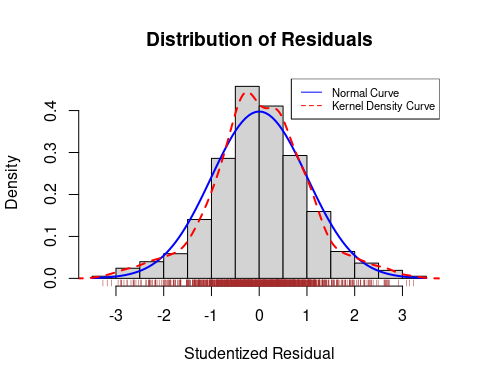 Distribution of Residuals
Normal Curve
Kernel Density Curve
Density
0.4
0.3
0.2
0.1
0.0
-3 -2 -1 0 1 2 3
Studentized Residual